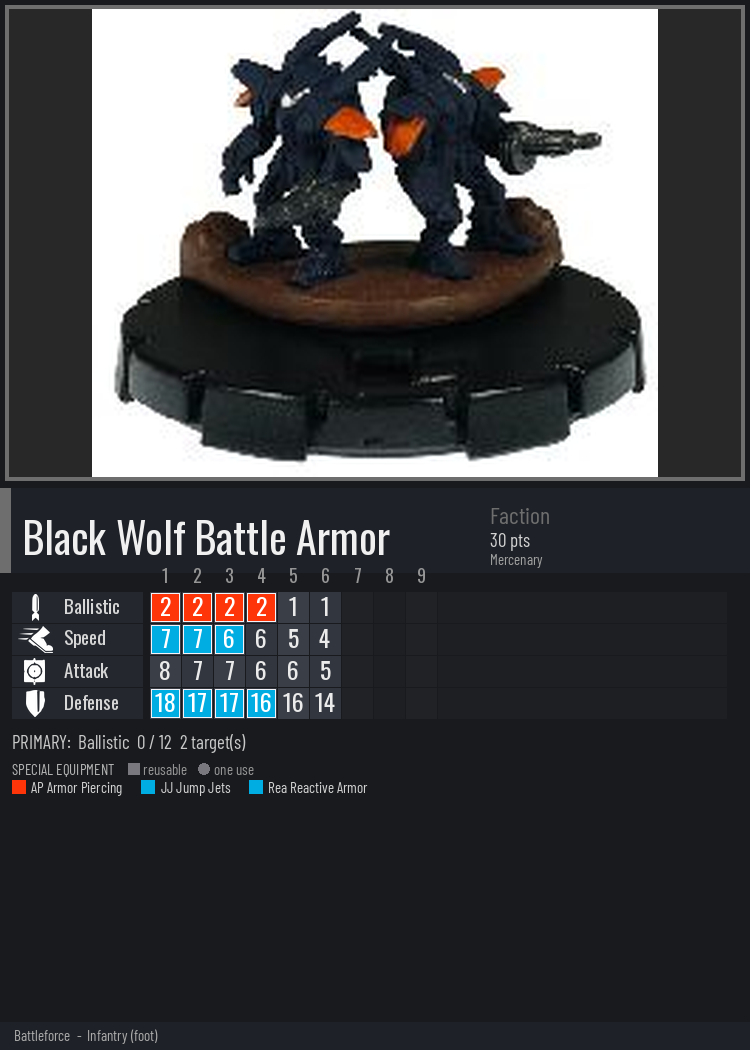 Black Wolf Battle Armor
Faction
30 pts
Mercenary
1 2 3 4 5 6 7 8 9
Ballistic 2 2 2 2 1 1
Speed 7 7 6 6 5 4
Attack 8 7 7 6 6 5
Defense 18 17 17 16 16 14
PRIMARY: Ballistic 0 / 12 2 target(s)
SPECIAL EQUIPMENT reusable one use
AP Armor Piercing JJ Jump Jets Rea Reactive Armor
Battleforce - Infantry (foot)